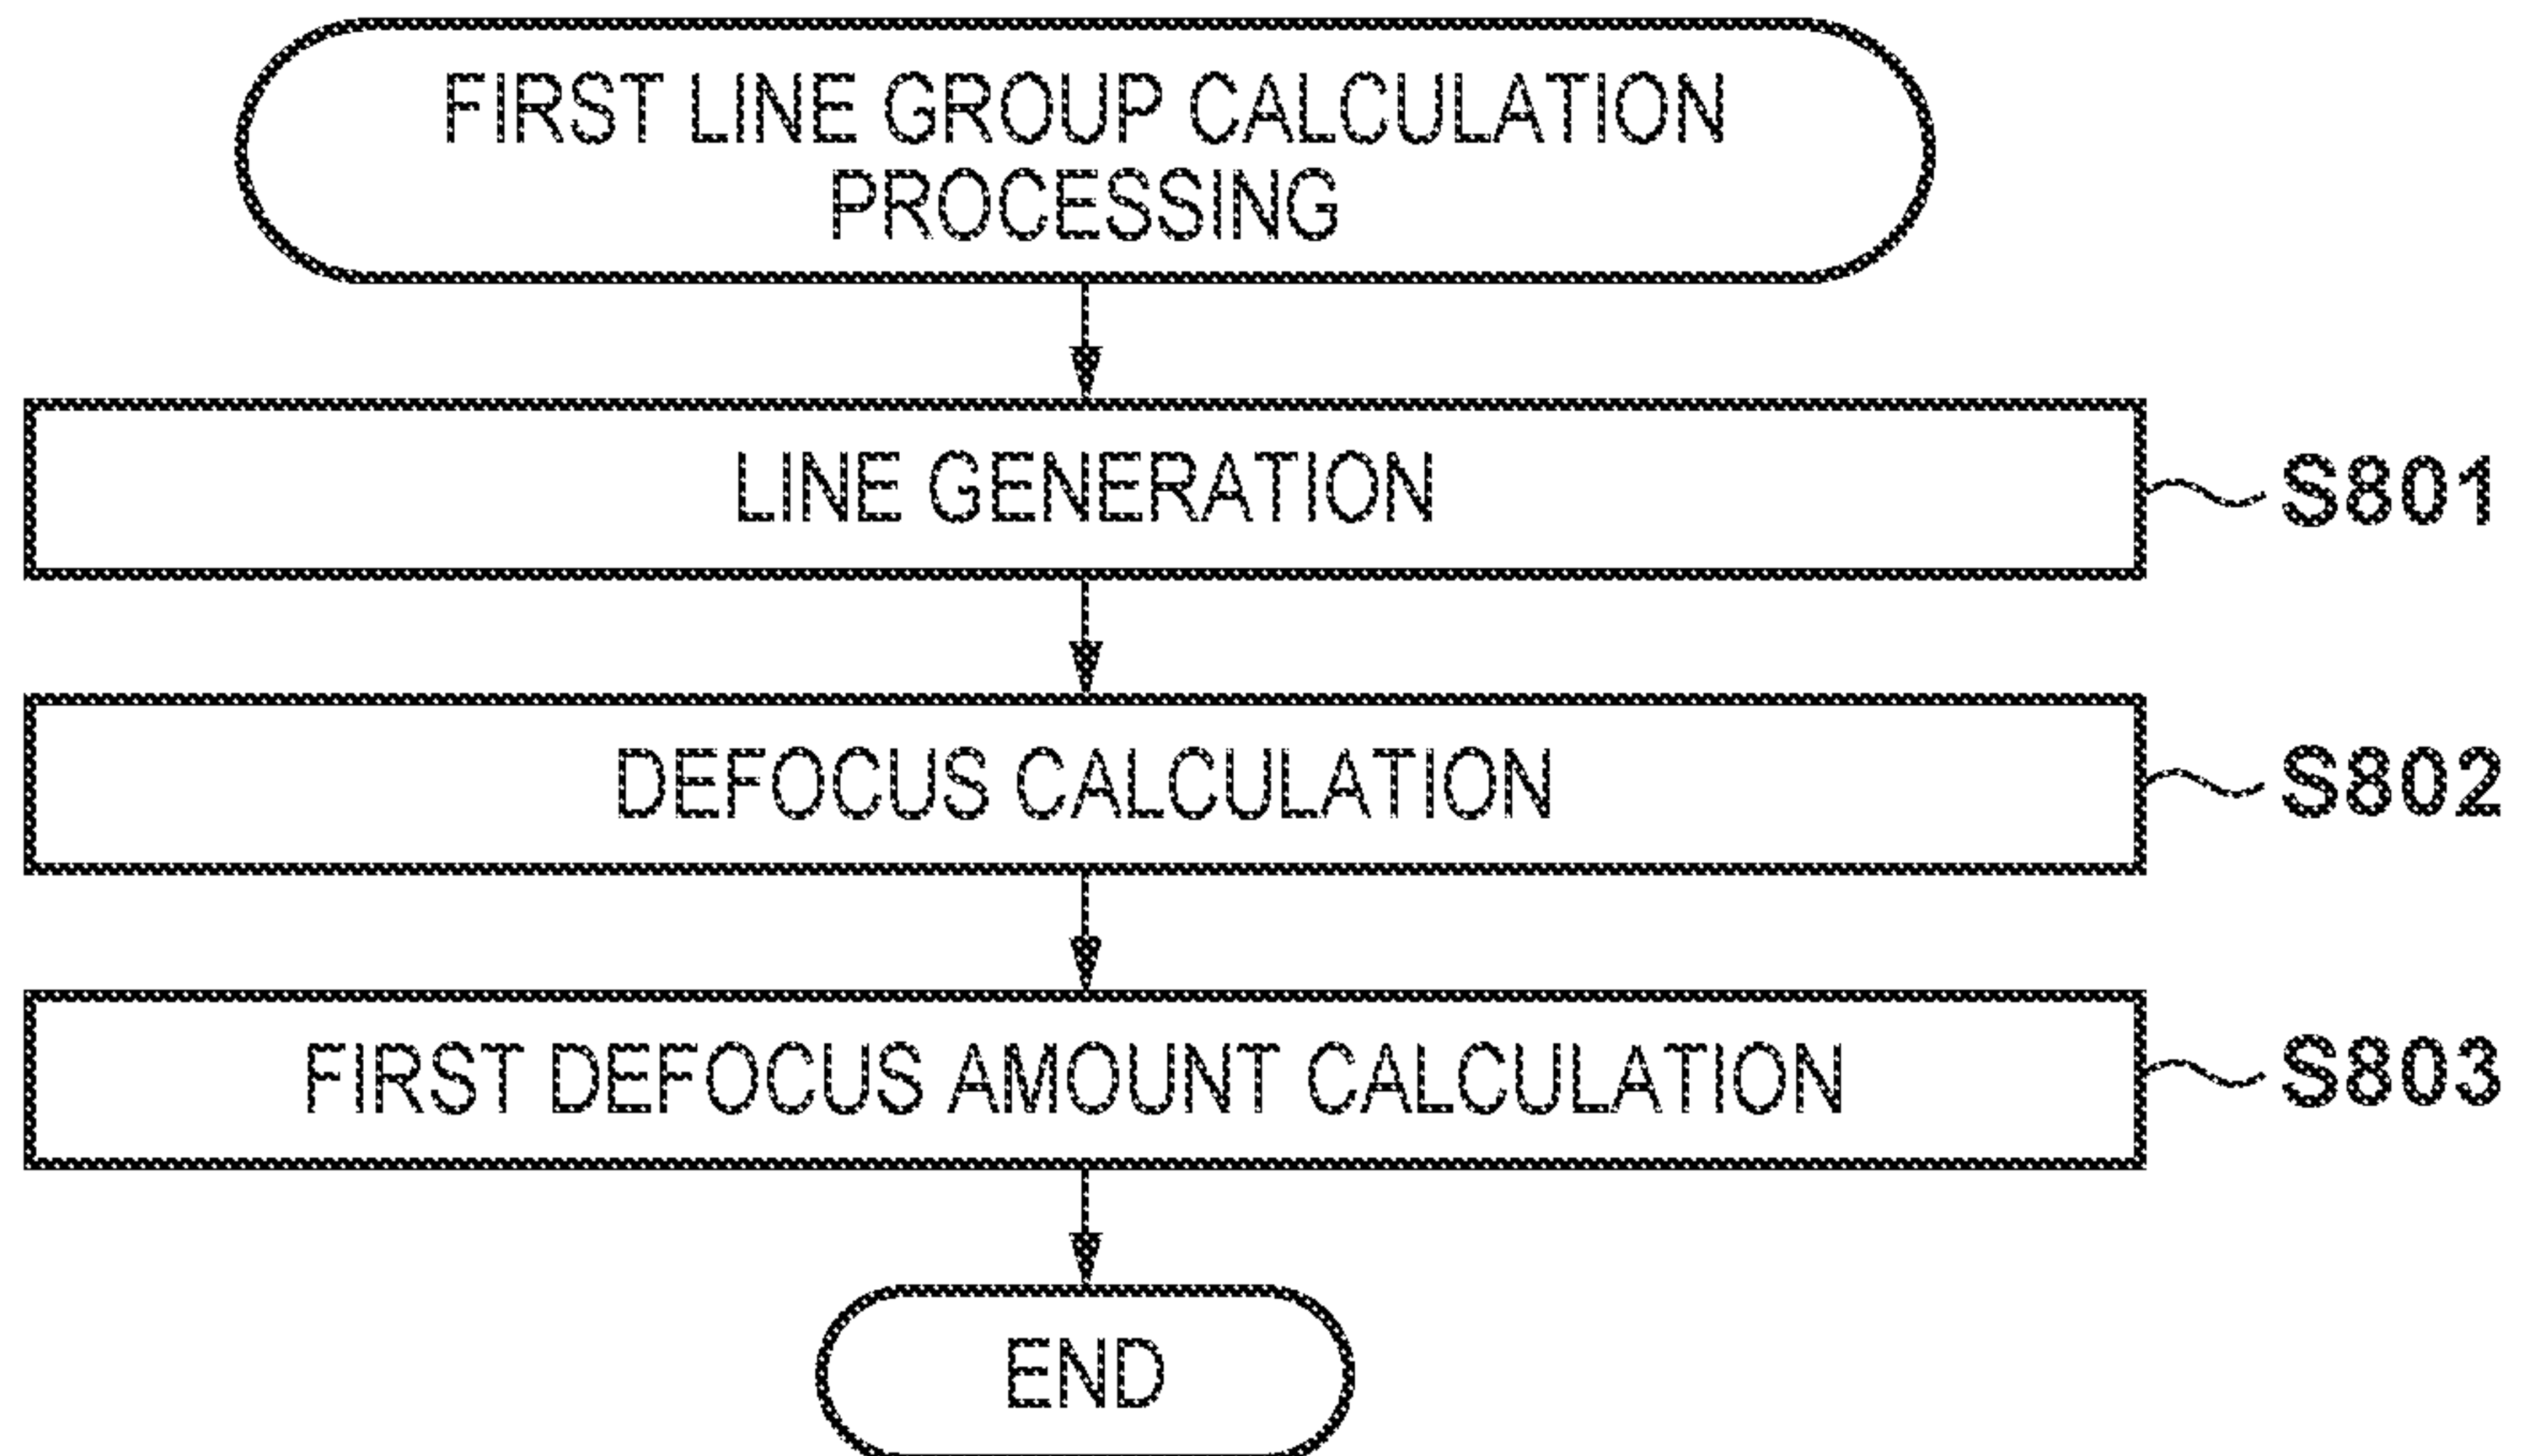 FIRST LINE GROUP CALCULATION
PROCESSING
LINE GENERATION
S801
DEFOCUS CALCULATION
S802
FIRST DEFOCUS AMOUNT CALCULATION
S803
END